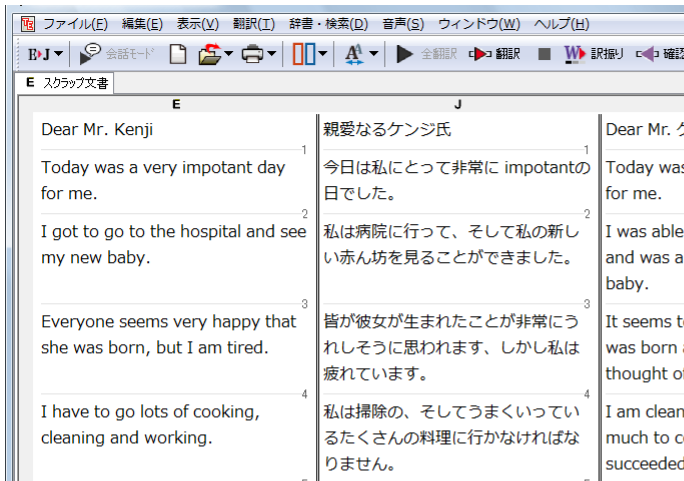 ファイル(F) 編集(E) 表示(V) 翻訳(T) 辞書・検索(D) 音声(S) ウィンドウ(W) ヘルプ(H)
E▸J 会話モード 全翻訳 翻訳 訳振り 確認
E スクラップ文書
E J
Dear Mr. Kenji
親愛なるケンジ氏
Dear Mr.
1 1
Today was a very impotant day
for me.
今日は私にとって非常に impotantの
日でした。
Today was
for me.
2 2
I got to go to the hospital and see
my new baby.
私は病院に行って、そして私の新し
い赤ん坊を見ることができました。
I was able
and was a
baby.
3 3
Everyone seems very happy that
she was born, but I am tired.
皆が彼女が生まれたことが非常にう
れしそうに思われます、しかし私は
疲れています。
It seems t
was born
thought of
4 4
I have to go lots of cooking,
cleaning and working.
私は掃除の、そしてうまくいってい
るたくさんの料理に行かなければな
りません。
I am clean
much to c
succeeded